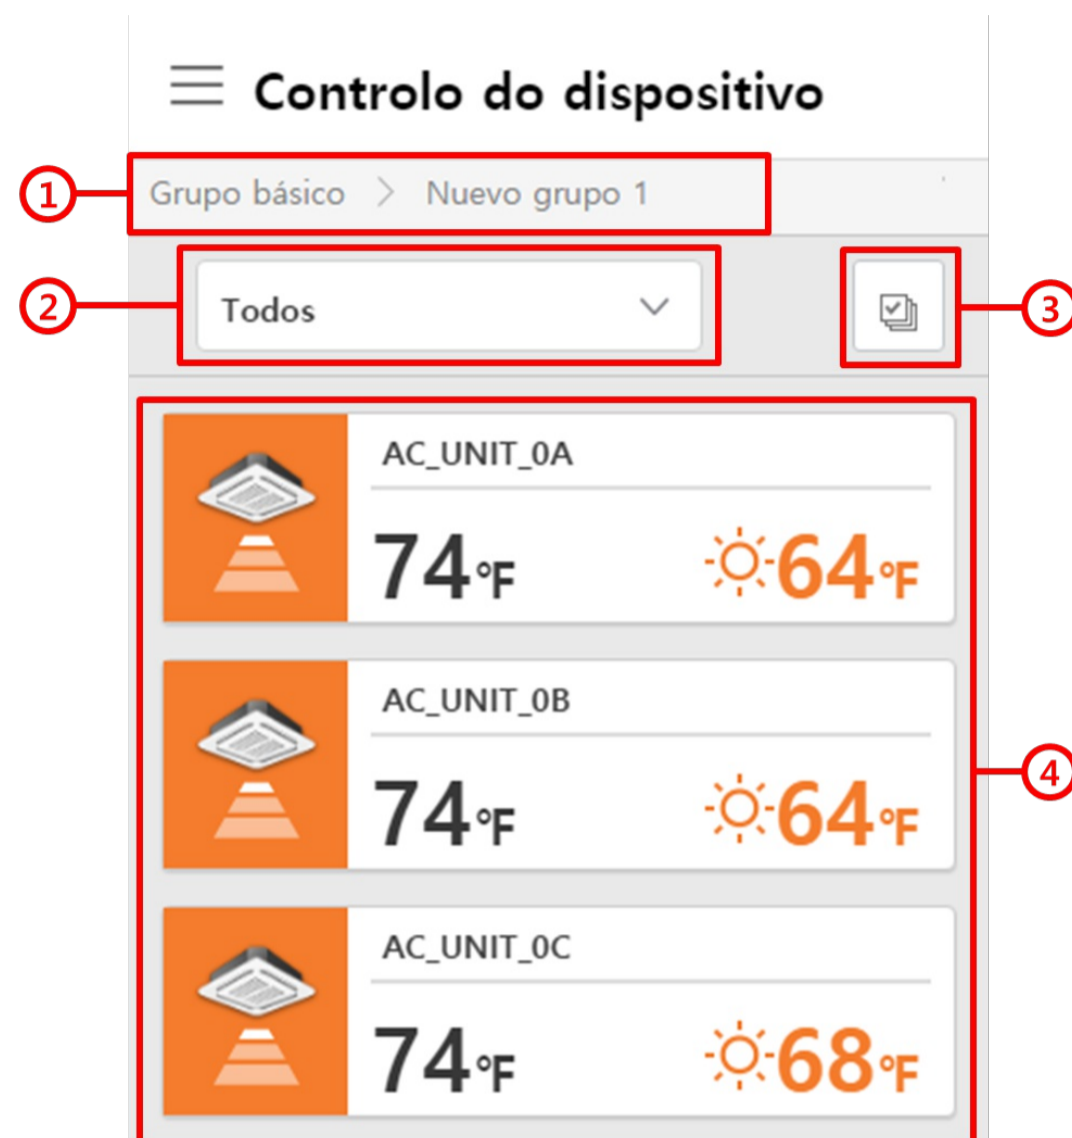 Controlo do dispositivo
1
Grupo básico > Nuevo grupo 1
2
Todos
3
AC_UNIT_0A
74°F 64°F
AC_UNIT_0B
74°F 64°F
4
AC_UNIT_0C
74°F 68°F